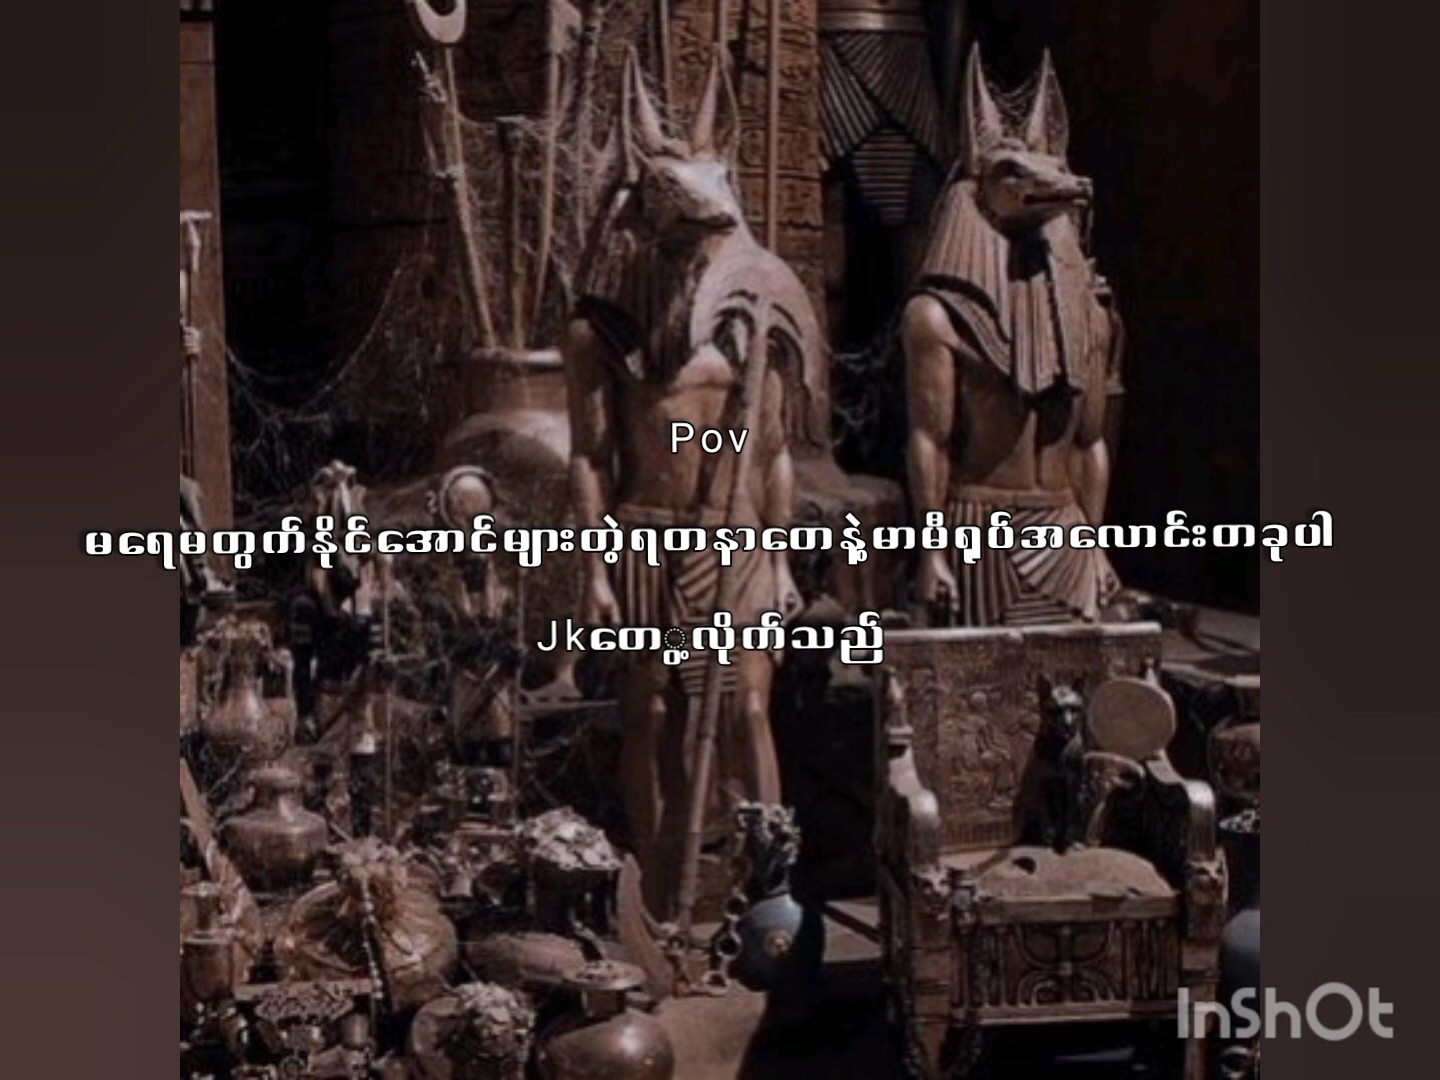 Pov
မရေမတွက်နိုင်အောင်များတဲ့ရတနာတေနဲ့မာမီရုပ်အလောင်းတခုပါ
Jkတေွ့လိုက်သည်
InShOt